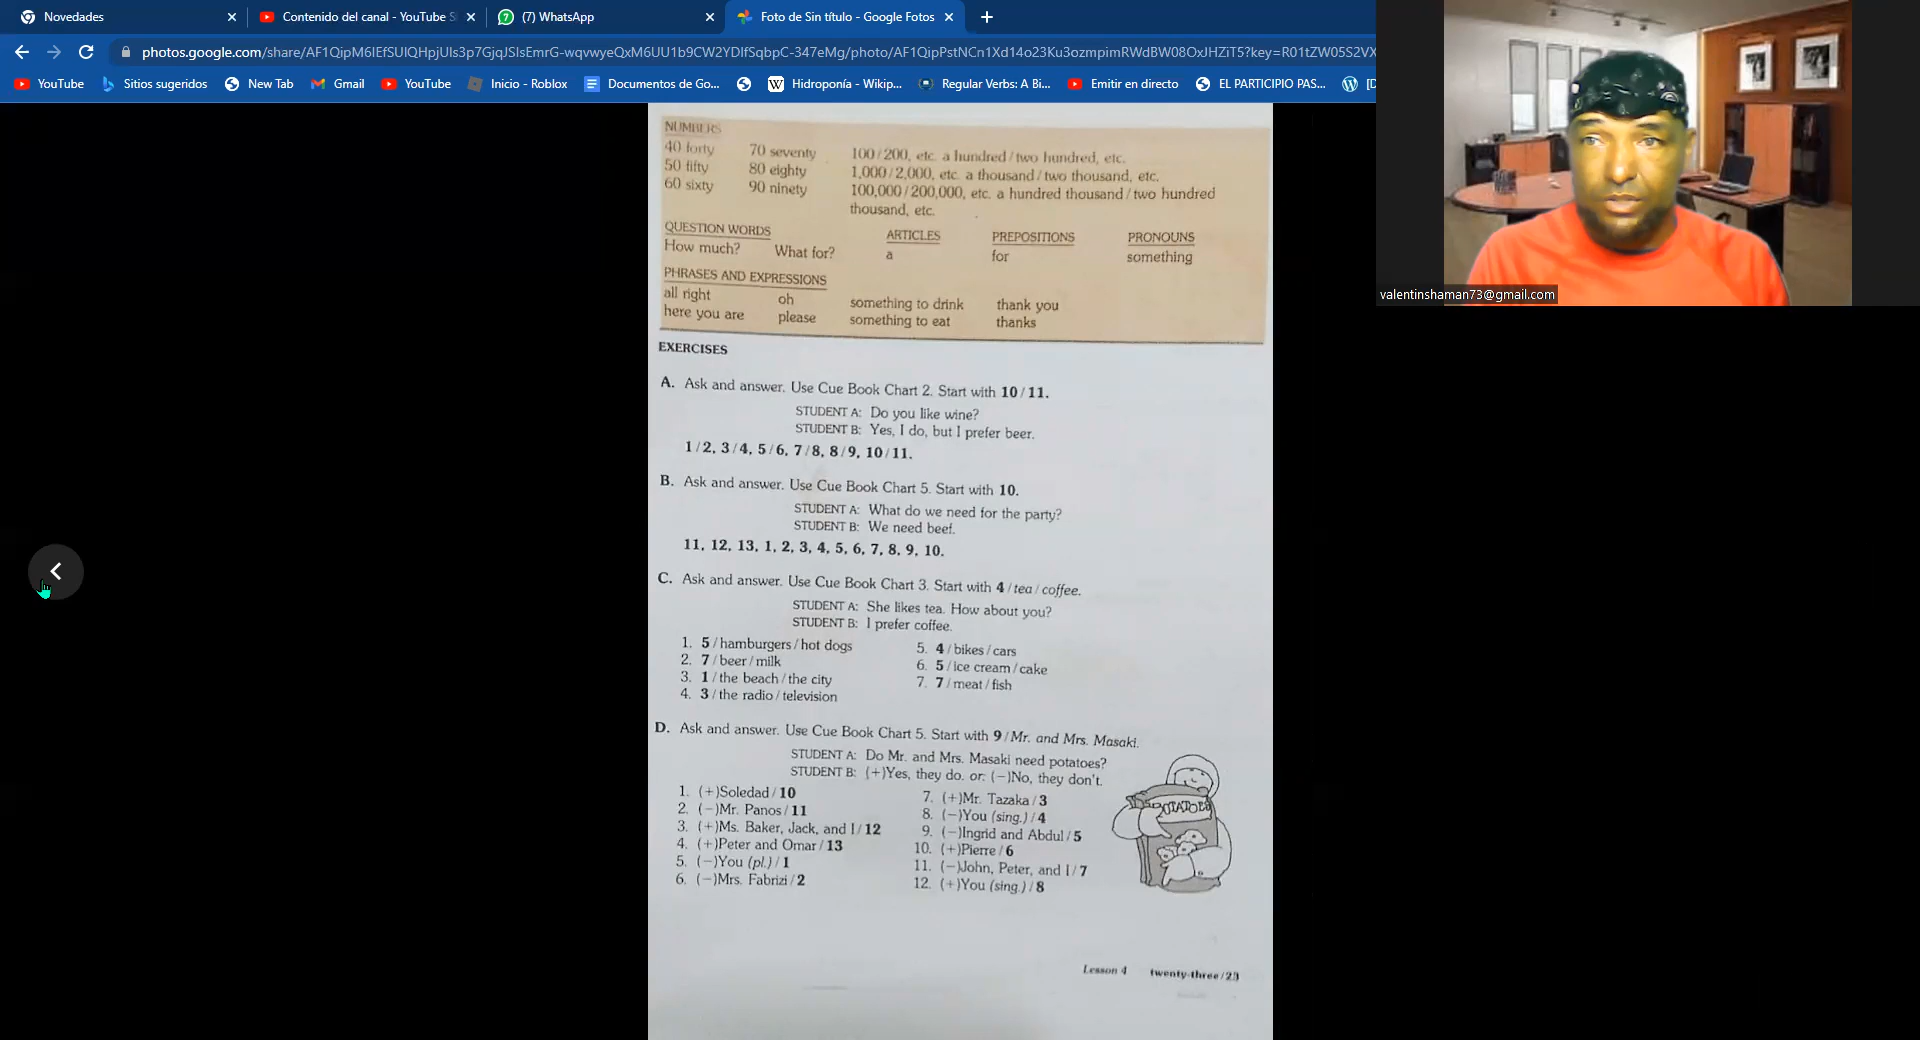 Novedades
Contenido del canal - YouTube S
(7) WhatsApp
Foto de Sin título - Google Fotos
photos.google.com/share/AF1QipM6IEfSUlQHpjUIs3p7GjqJSIsEmrG-wqvwyeQxM6UU1b9CW2YDlfSqbpC-347eMg/photo/AF1QipPstNCn1Xd14o23Ku3ozmpimRWdBW08OxJHZiT5?key=R01tZW05S2VX
YouTube
Sitios sugeridos
New Tab
Gmail
YouTube
Inicio - Roblox
Documentos de Go...
Hidroponía - Wikip...
Regular Verbs: A Bi...
Emitir en directo
EL PARTICIPIO PAS...
valentinshaman73@gmail.com
NUMBERS
40 forty 70 seventy 100/200, etc. a hundred/two hundred, etc.
50 fifty 80 eighty 1,000/2,000, etc. a thousand/two thousand, etc.
60 sixty 90 ninety 100,000/200,000, etc. a hundred thousand/two hundred
thousand, etc.
QUESTION WORDS ARTICLES PREPOSITIONS PRONOUNS
How much? What for? a for something
PHRASES AND EXPRESSIONS
all right oh something to drink thank you
here you are please something to eat thanks
EXERCISES
A. Ask and answer. Use Cue Book Chart 2. Start with 10/11.
STUDENT A: Do you like wine?
STUDENT B: Yes, I do, but I prefer beer.
1/2, 3/4, 5/6, 7/8, 8/9, 10/11.
B. Ask and answer. Use Cue Book Chart 5. Start with 10.
STUDENT A: What do we need for the party?
STUDENT B: We need beef.
11, 12, 13, 1, 2, 3, 4, 5, 6, 7, 8, 9, 10.
C. Ask and answer. Use Cue Book Chart 3. Start with 4/tea/coffee.
STUDENT A: She likes tea. How about you?
STUDENT B: I prefer coffee.
1. 5/hamburgers/hot dogs
2. 7/beer/milk
3. 1/the beach/the city
4. 3/the radio/television
5. 4/bikes/cars
6. 5/ice cream/cake
7. 7/meat/fish
D. Ask and answer. Use Cue Book Chart 5. Start with 9/Mr. and Mrs. Masaki.
STUDENT A: Do Mr. and Mrs. Masaki need potatoes?
STUDENT B: (+)Yes, they do. or: (−)No, they don't.
1. (+)Soledad/10
2. (−)Mr. Panos/11
3. (+)Ms. Baker, Jack, and I/12
4. (+)Peter and Omar/13
5. (−)You (pl.)/1
6. (−)Mrs. Fabrizi/2
7. (+)Mr. Tazaka/3
8. (−)You (sing.)/4
9. (−)Ingrid and Abdul/5
10. (+)Pierre/6
11. (−)John, Peter, and I/7
12. (+)You (sing.)/8
Lesson 4 twenty-three/23